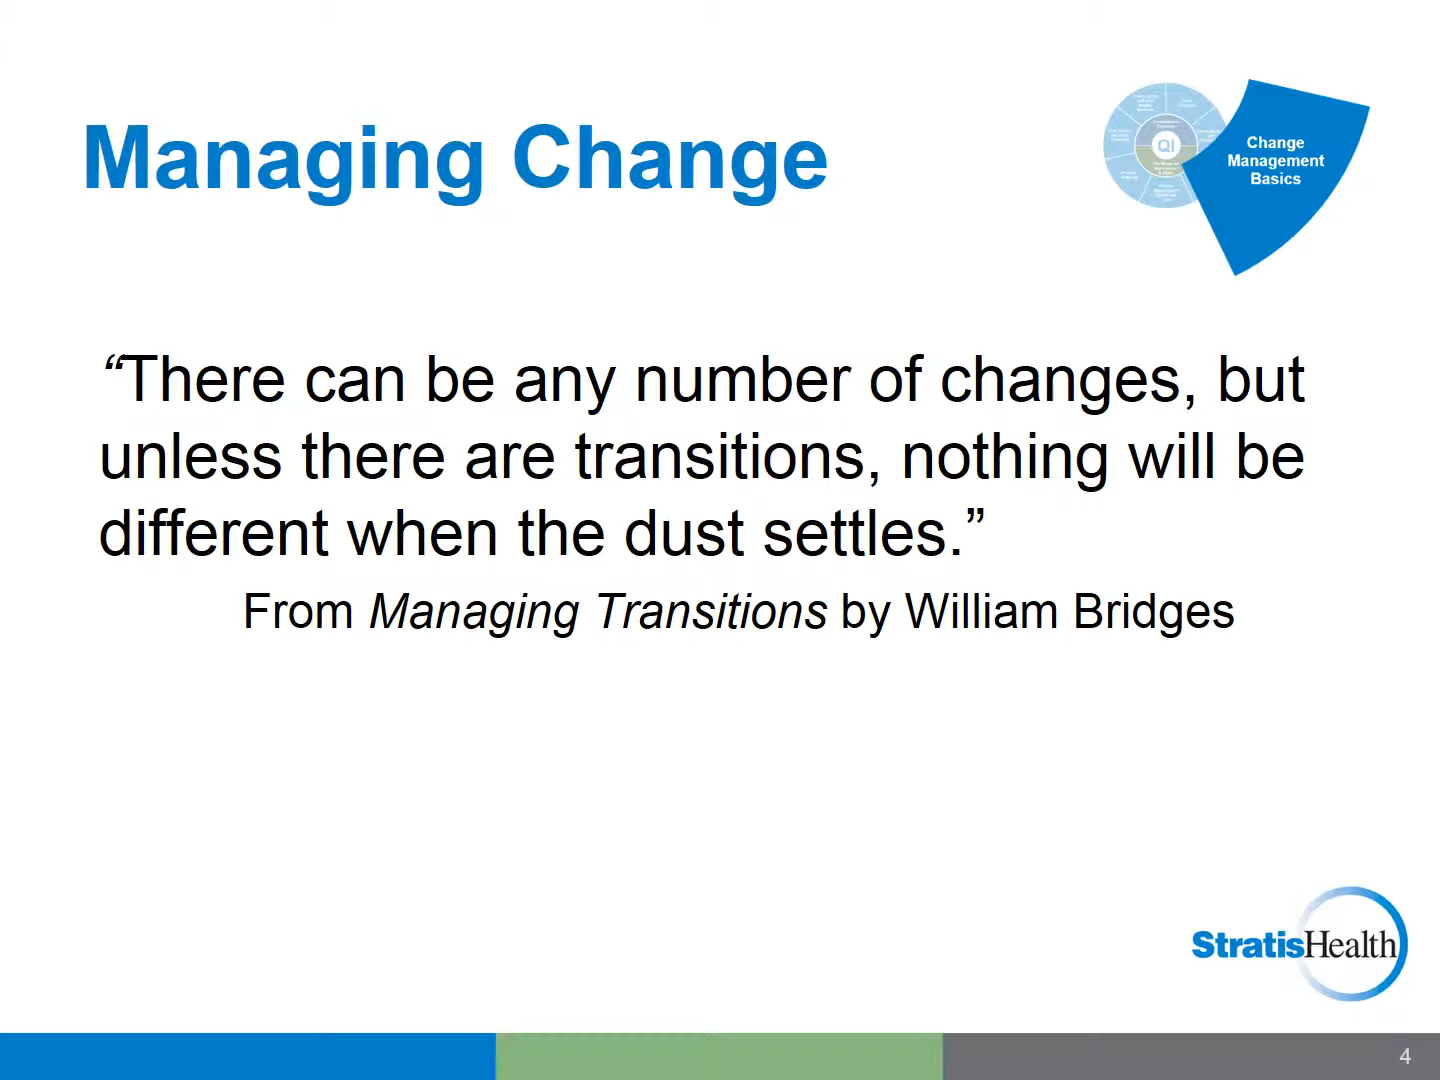 Managing Change
QI
Change
Management
Basics
“There can be any number of changes, but
unless there are transitions, nothing will be
different when the dust settles.”
From Managing Transitions by William Bridges
StratisHealth
4